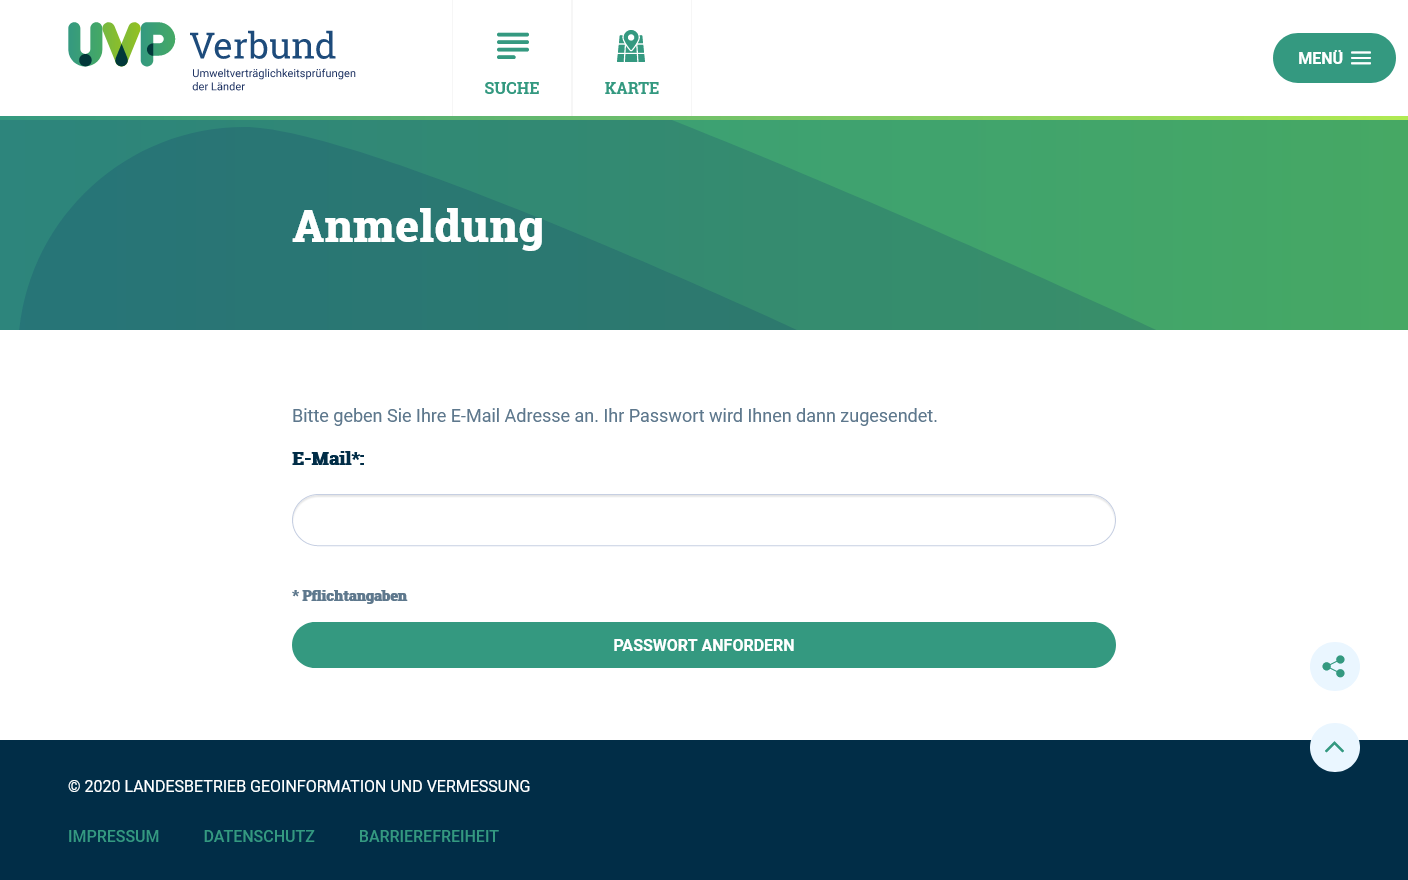 UVP Verbund
Umweltverträglichkeitsprüfungen
der Länder
SUCHE
KARTE
MENÜ
Anmeldung
Bitte geben Sie Ihre E-Mail Adresse an. Ihr Passwort wird Ihnen dann zugesendet.
E-Mail*:
* Pflichtangaben
PASSWORT ANFORDERN
© 2020 LANDESBETRIEB GEOINFORMATION UND VERMESSUNG
IMPRESSUM DATENSCHUTZ BARRIEREFREIHEIT